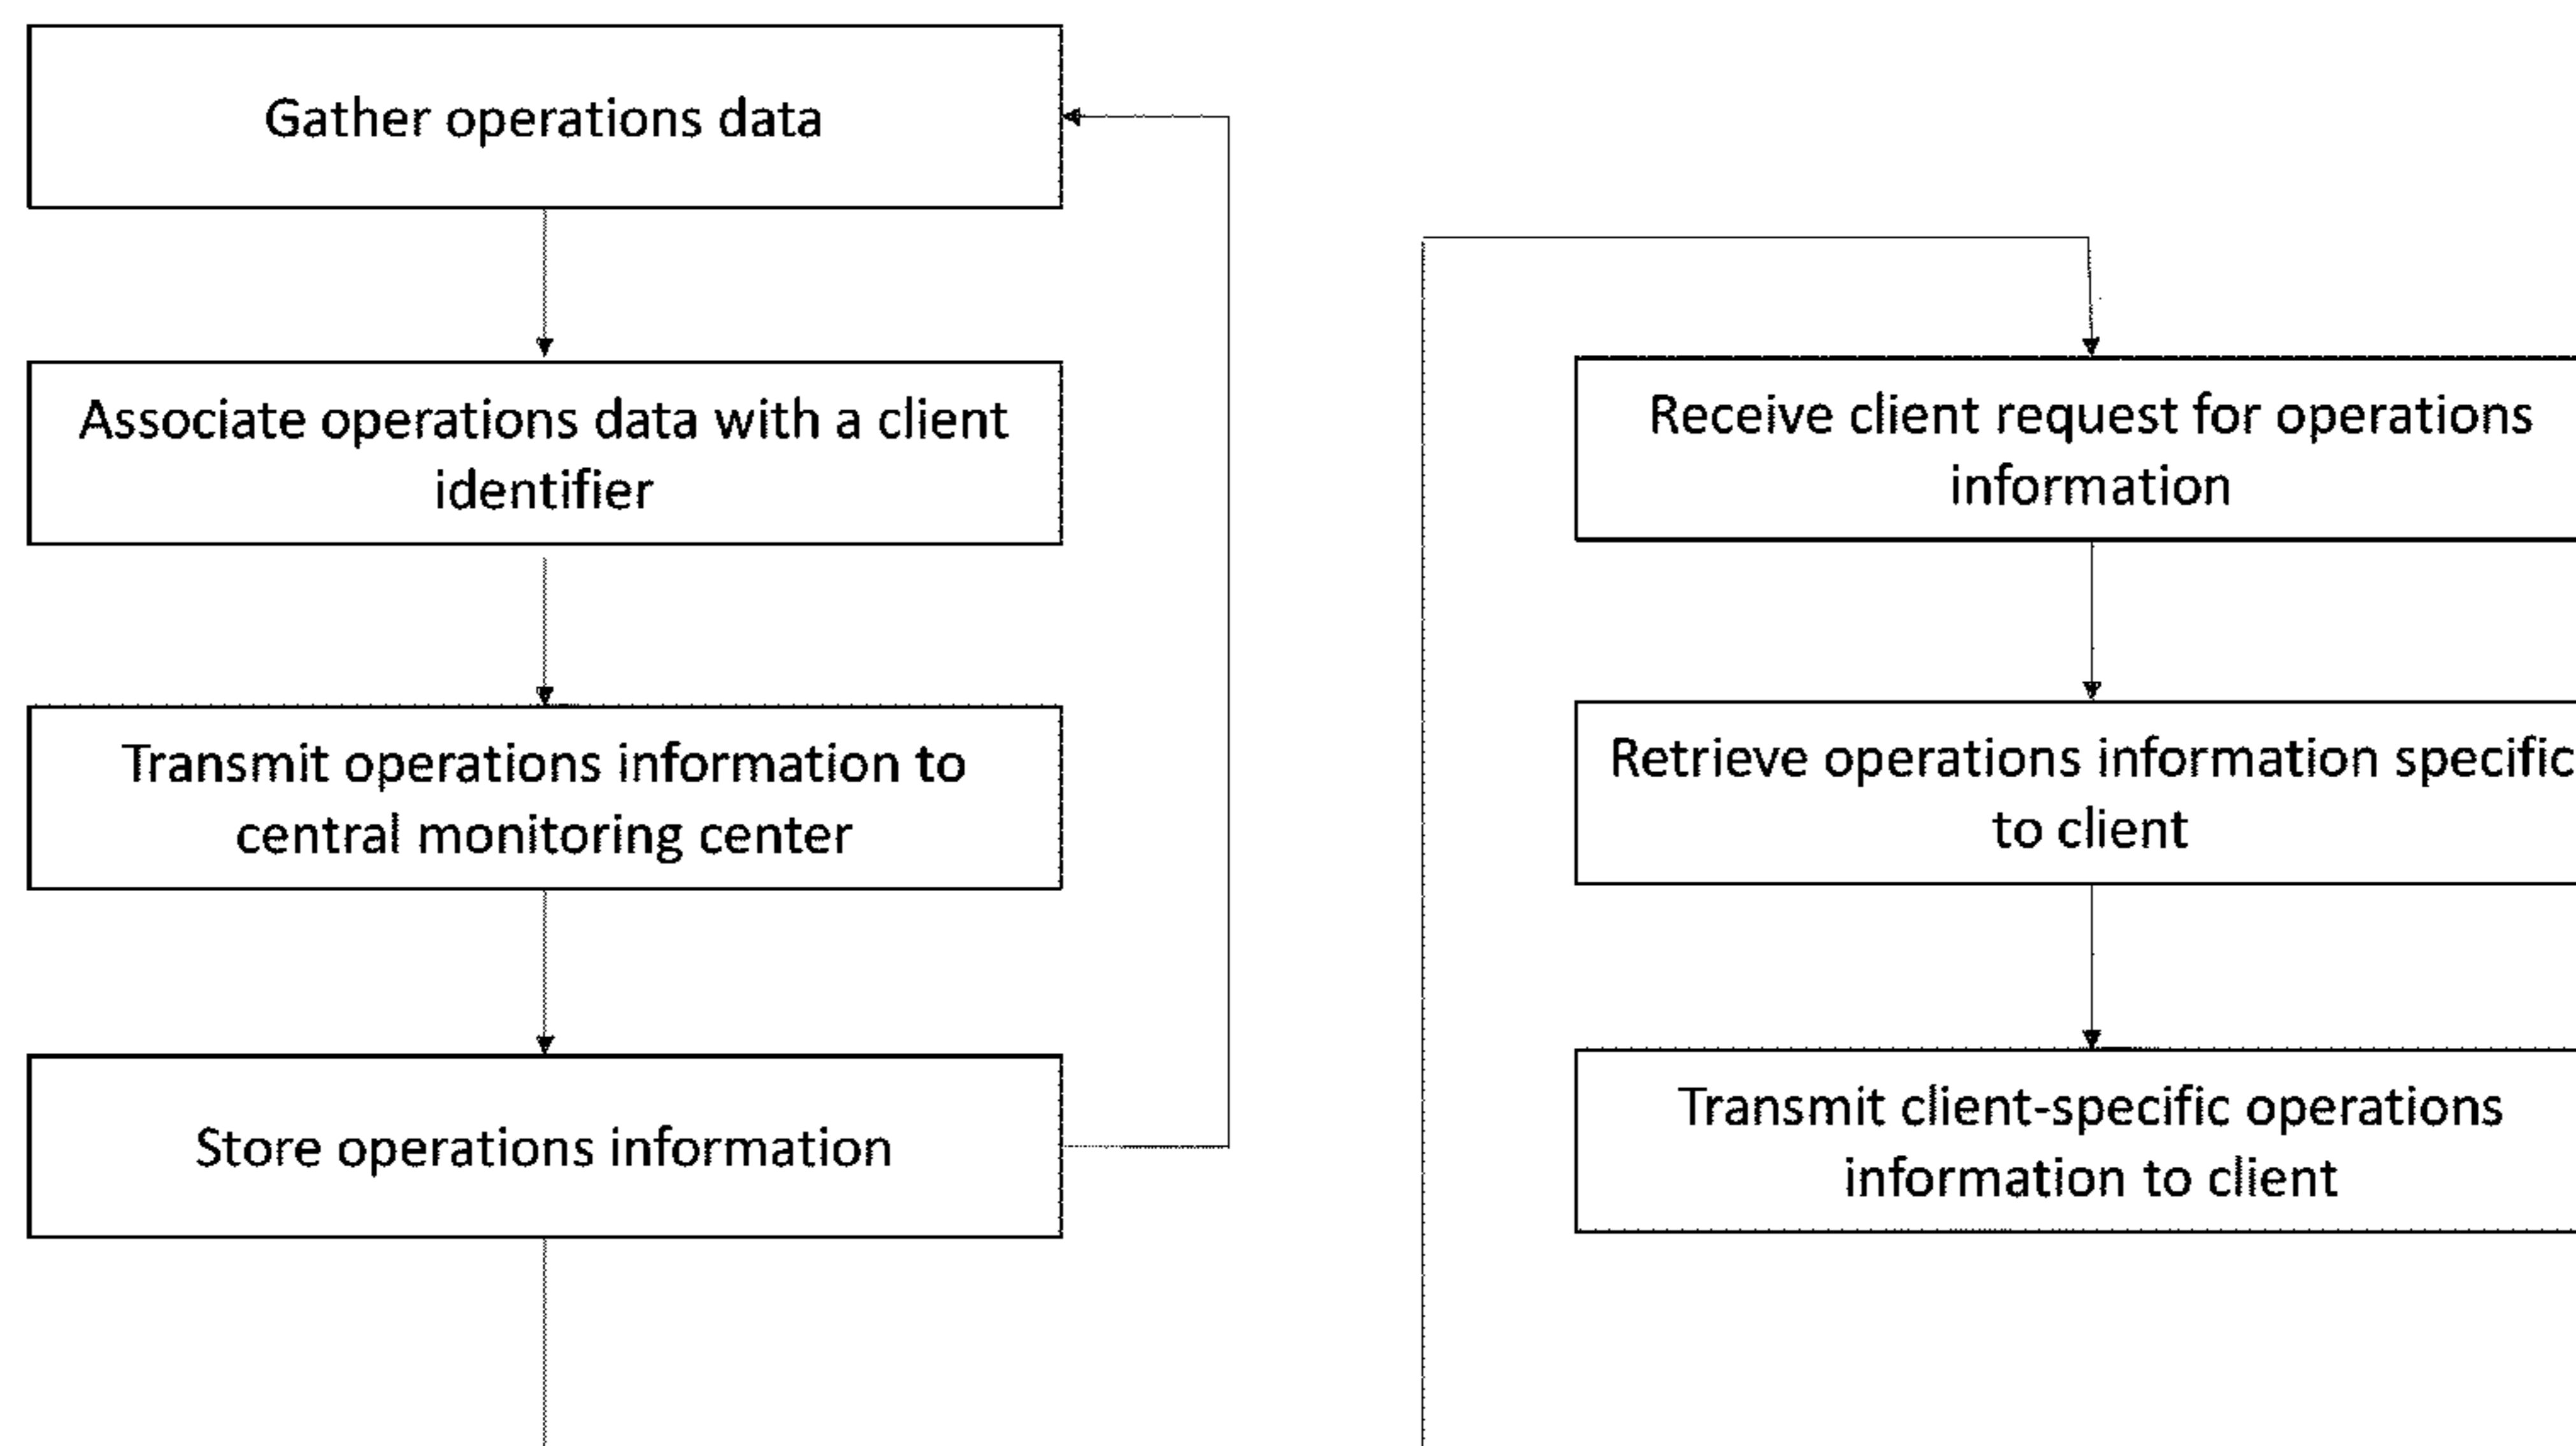 Gather operations data
Associate operations data with a client
identifier
Transmit operations information to
central monitoring center
Store operations information
Receive client request for operations
information
Retrieve operations information specific
to client
Transmit client-specific operations
information to client